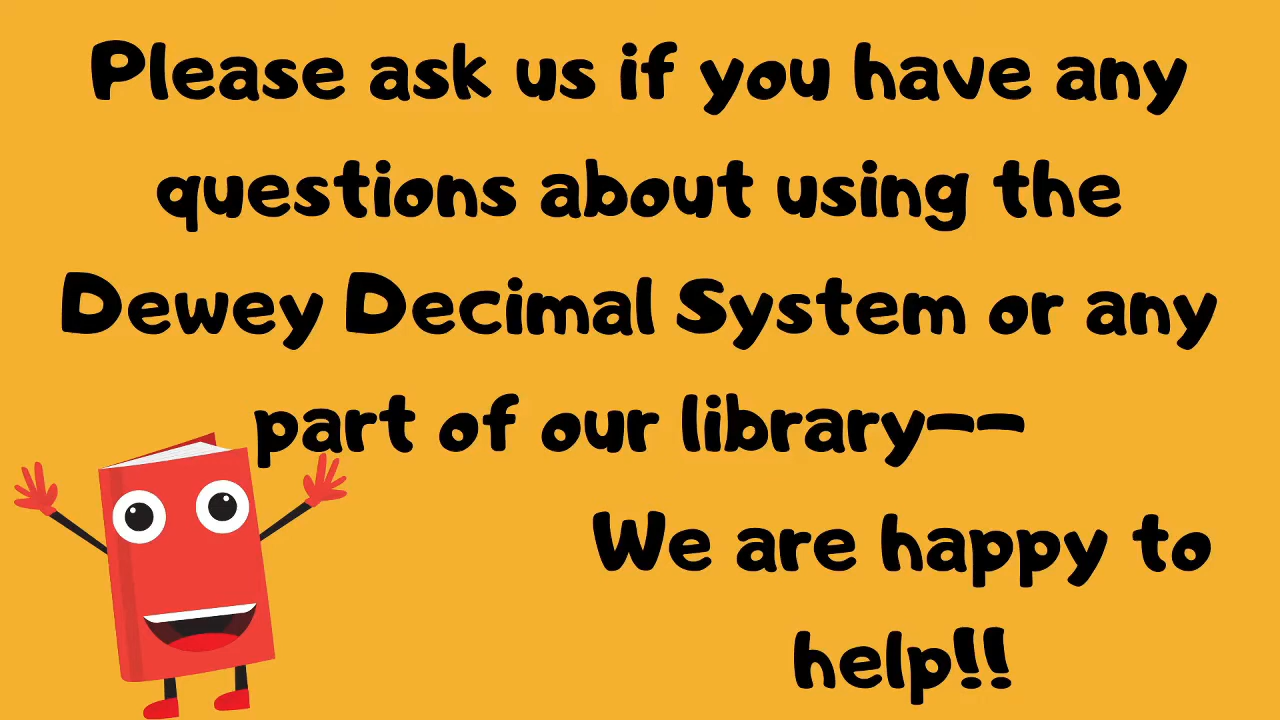 Please ask us if you have any
questions about using the
Dewey Decimal System or any
part of our library--
We are happy to
help!!